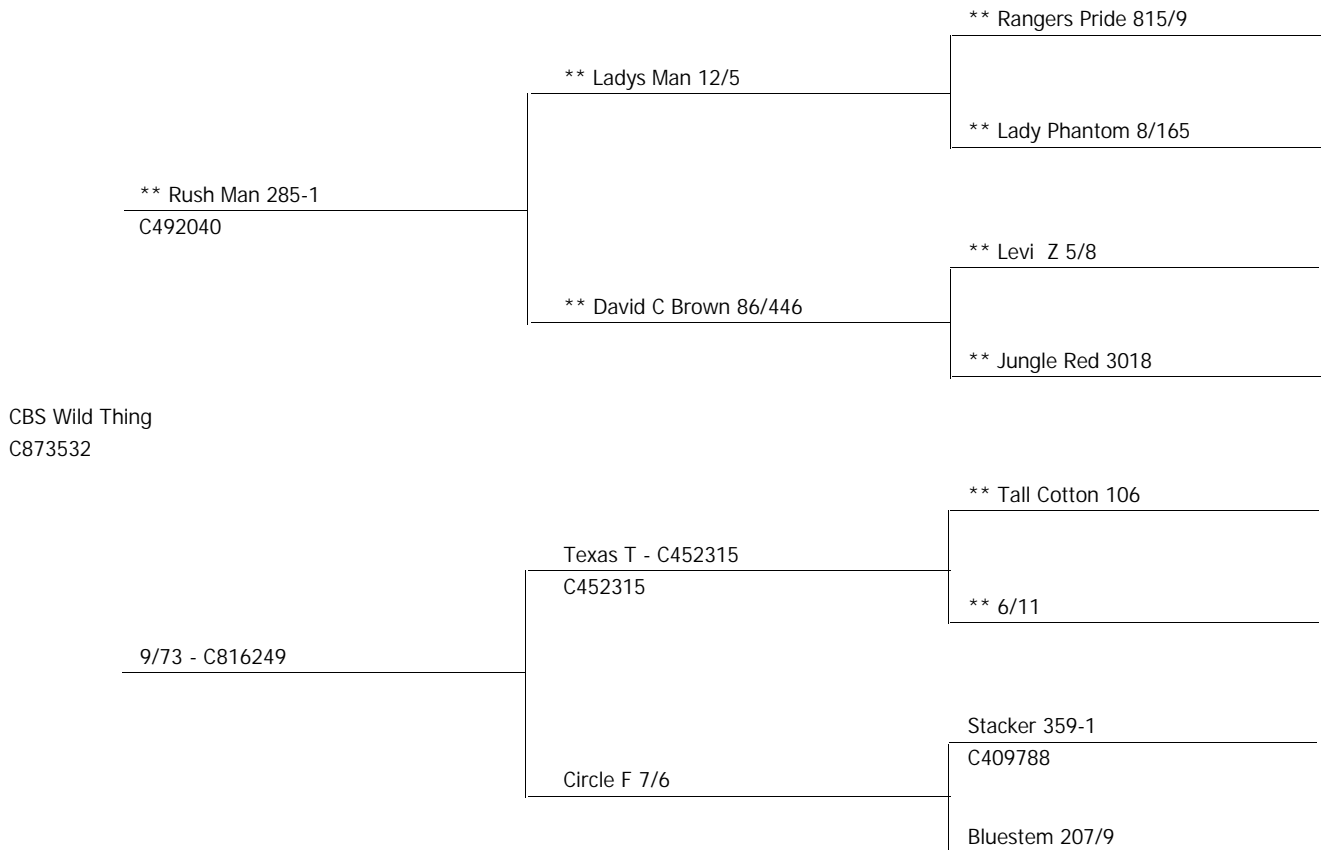 ** Rangers Pride 815/9
** Ladys Man 12/5
** Lady Phantom 8/165
** Rush Man 285-1
C492040
** Levi  Z 5/8
** David C Brown 86/446
** Jungle Red 3018
CBS Wild Thing
C873532
** Tall Cotton 106
Texas T - C452315
C452315
** 6/11
9/73 - C816249
Stacker 359-1
C409788
Circle F 7/6
Bluestem 207/9